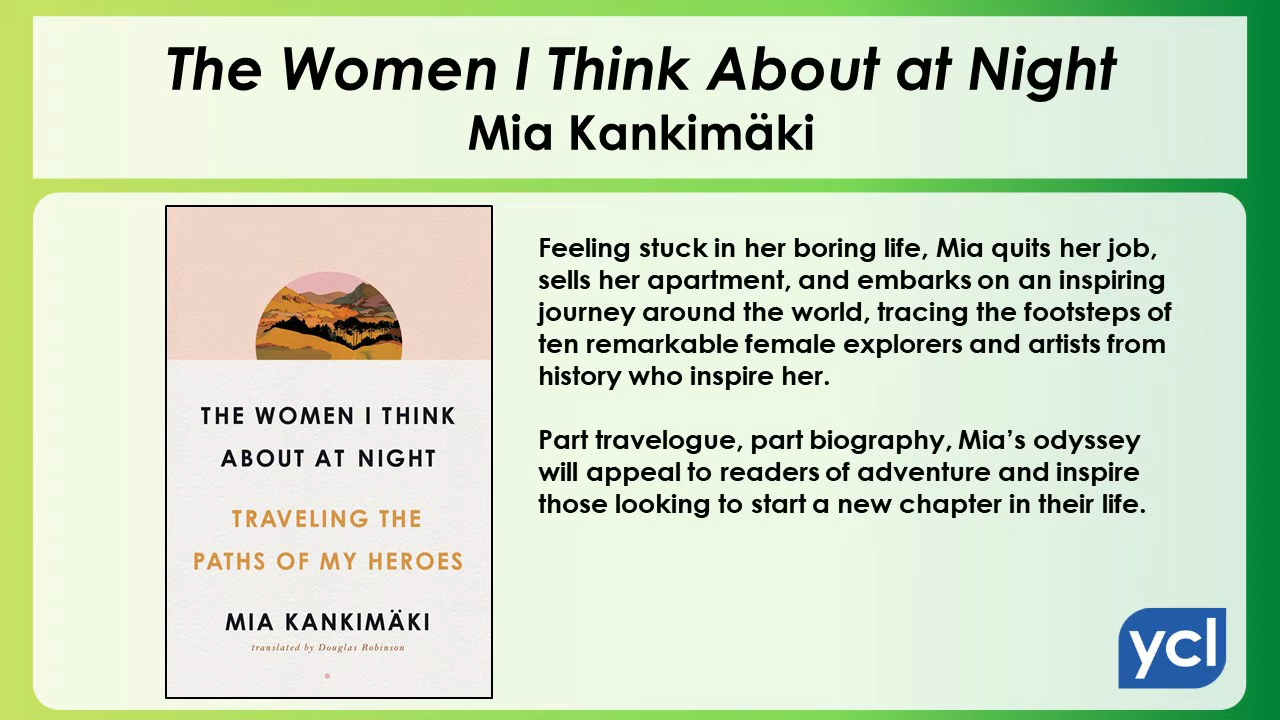 The Women I Think About at Night
Mia Kankimäki
THE WOMEN I THINK
ABOUT AT NIGHT
TRAVELING THE
PATHS OF MY HEROES
MIA KANKIMÄKI
translated by Douglas Robinson
Feeling stuck in her boring life, Mia quits her job,
sells her apartment, and embarks on an inspiring
journey around the world, tracing the footsteps of
ten remarkable female explorers and artists from
history who inspire her.
Part travelogue, part biography, Mia’s odyssey
will appeal to readers of adventure and inspire
those looking to start a new chapter in their life.
ycl